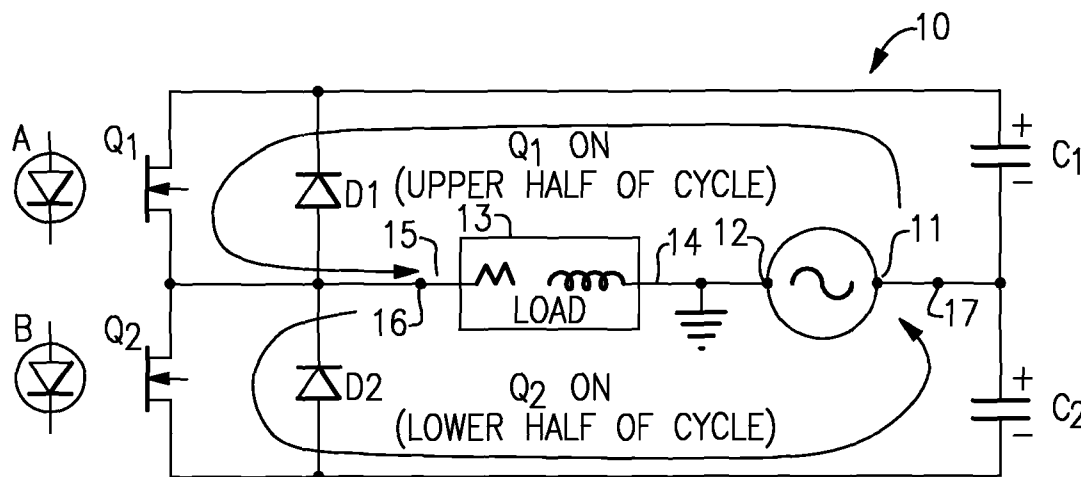 10
A
Q1
Q1 ON
(UPPER HALF OF CYCLE)
+
-
C1
D1
13
15
14
12
11
16
LOAD
17
B
Q2
D2
Q2 ON
(LOWER HALF OF CYCLE)
+
-
C2